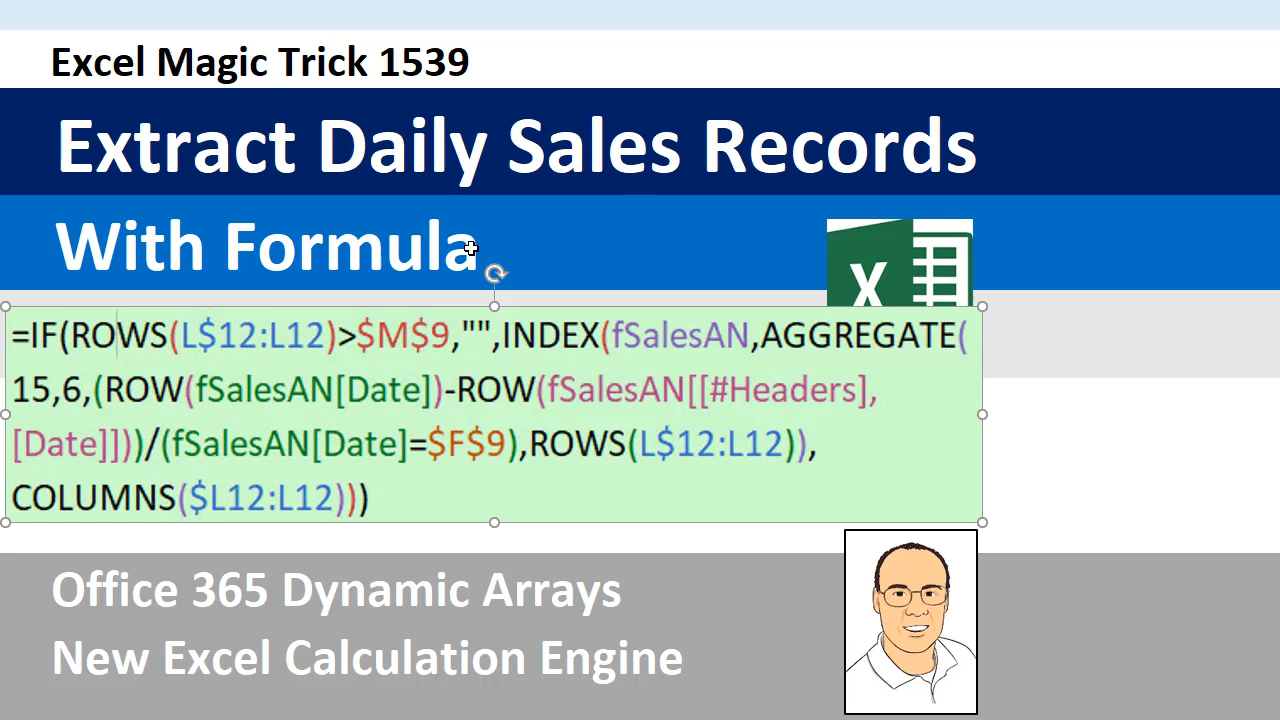 Excel Magic Trick 1539
Extract Daily Sales Records
With Formula
X
=IF(ROWS(L$12:L12)>$M$9,"",INDEX(fSalesAN,AGGREGATE(
15,6,(ROW(fSalesAN[Date])-ROW(fSalesAN[[#Headers],
[Date]]))/(fSalesAN[Date]=$F$9),ROWS(L$12:L12)),
COLUMNS($L12:L12)))
Office 365 Dynamic Arrays
New Excel Calculation Engine